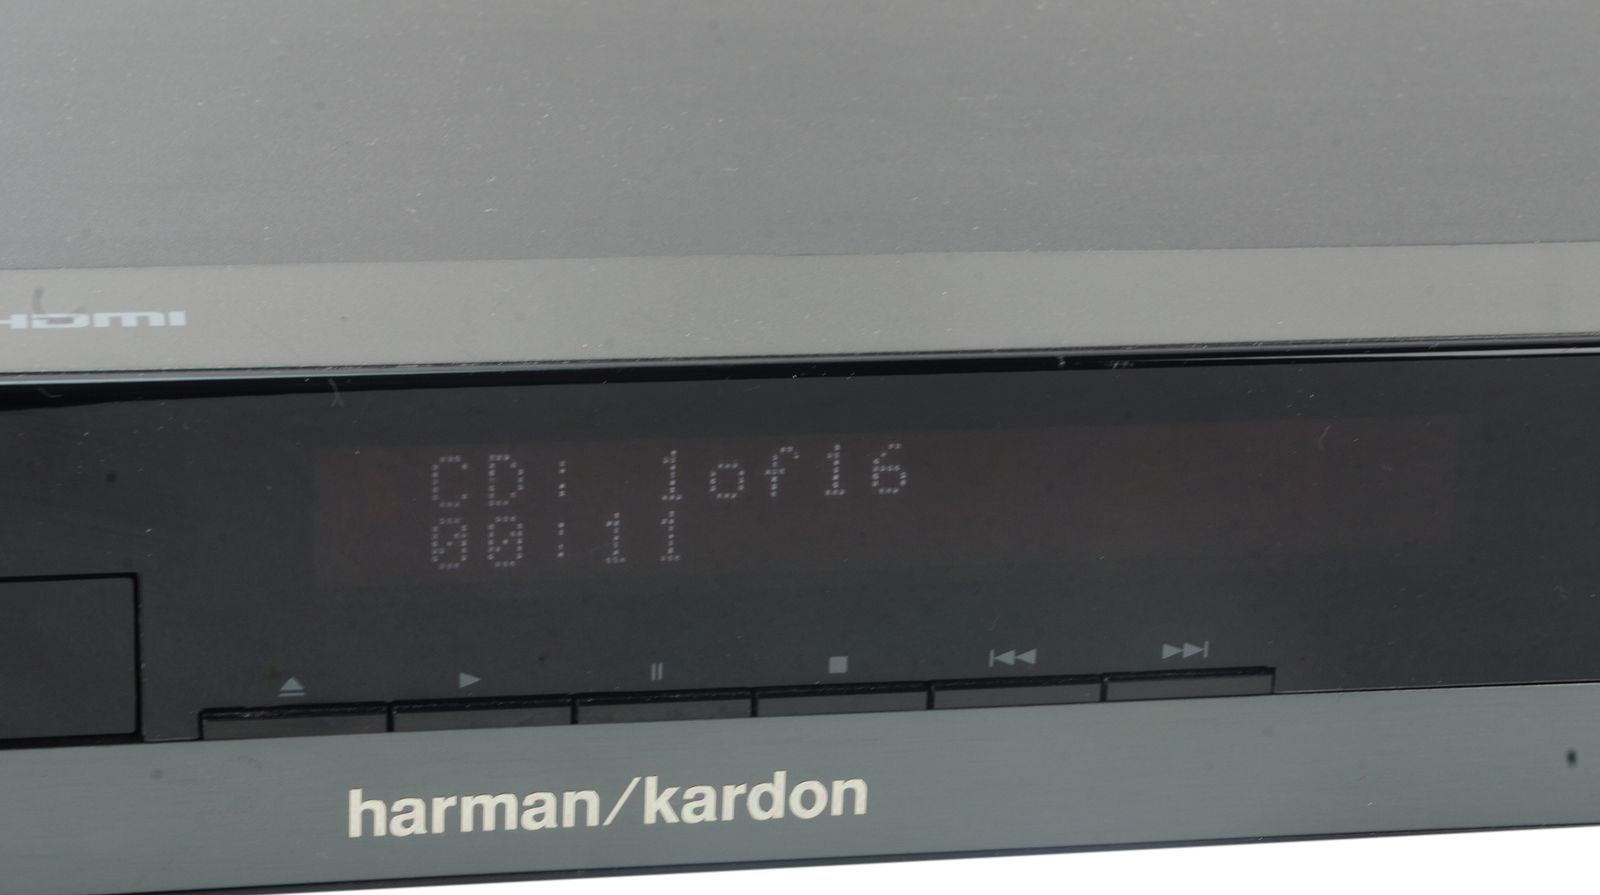 HDMI
CD: 1of16
00:11
harman/kardon